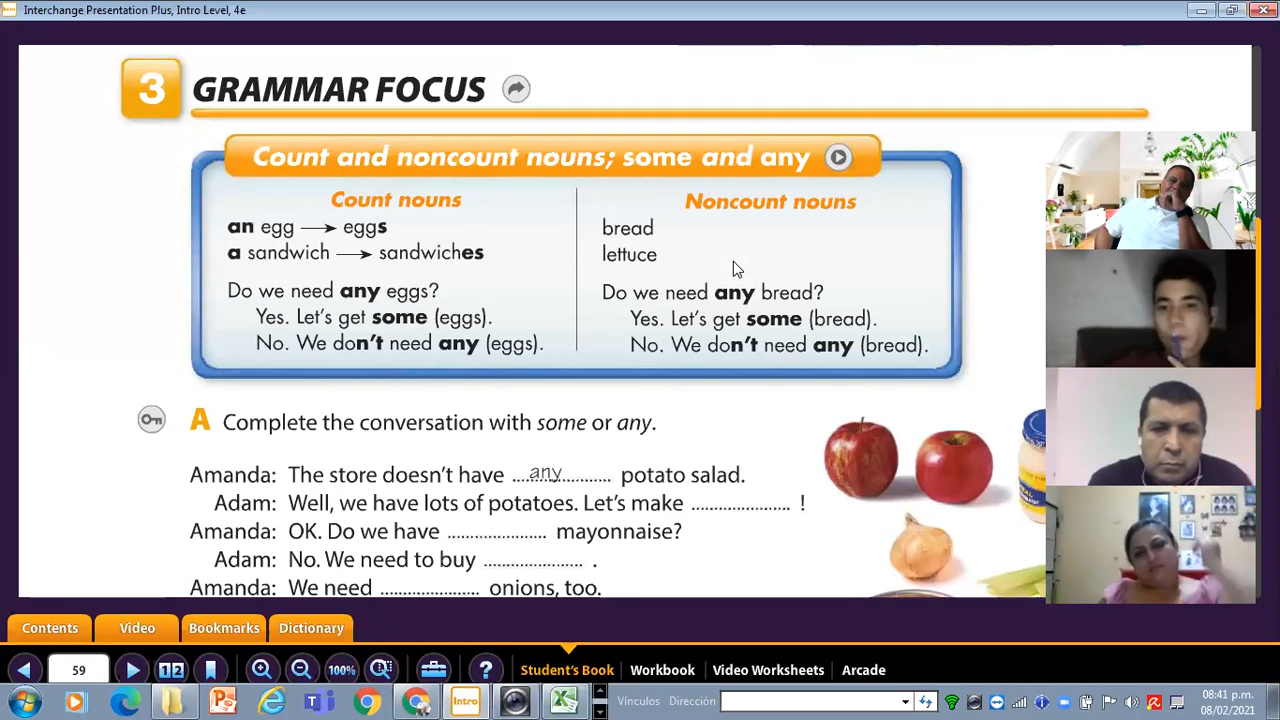 Interchange Presentation Plus, Intro Level, 4e
3 GRAMMAR FOCUS
Count and noncount nouns; some and any
Count nouns
an egg → eggs
a sandwich → sandwiches
Do we need any eggs?
Yes. Let's get some (eggs).
No. We don't need any (eggs).
Noncount nouns
bread
lettuce
Do we need any bread?
Yes. Let's get some (bread).
No. We don't need any (bread).
A Complete the conversation with some or any.
Amanda: The store doesn't have any potato salad.
Adam: Well, we have lots of potatoes. Let's make .................... !
Amanda: OK. Do we have .................... mayonnaise?
Adam: No. We need to buy .................... .
Amanda: We need .................... onions, too.
Contents Video Bookmarks Dictionary
59 12 100% ? Student's Book Workbook Video Worksheets Arcade
Intro Vínculos Dirección 08:41 p.m.
08/02/2021